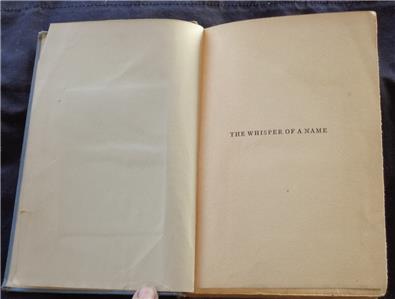 THE WHISPER OF A NAME